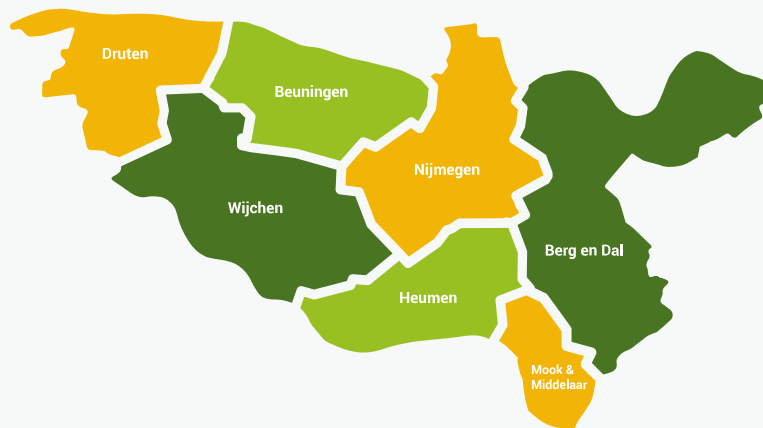 Druten
Beuningen
Nijmegen
Wijchen
Berg en Dal
Heumen
Mook &
Middelaar